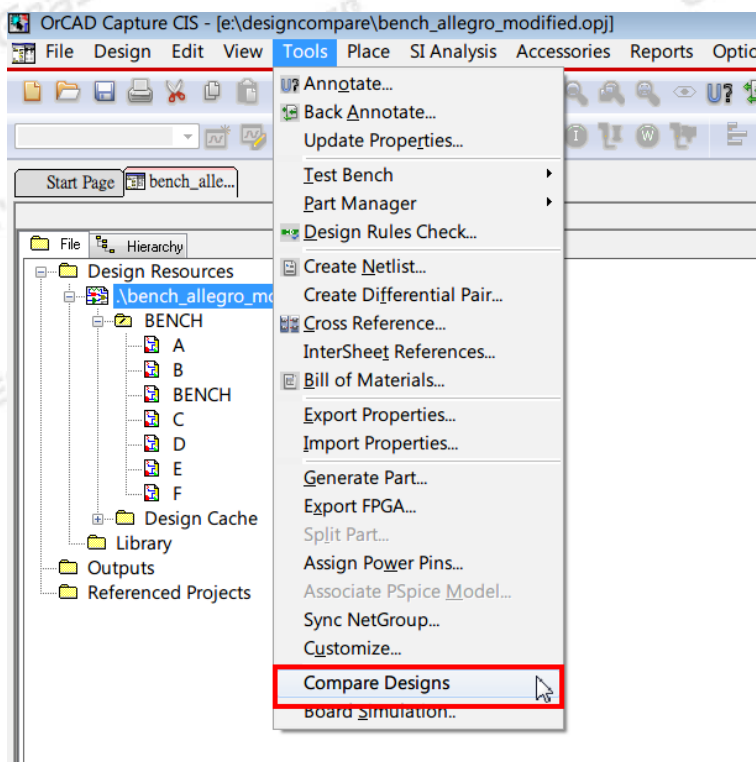 OrCAD Capture CIS - [e:\designcompare\bench_allegro_modified.opj]
File Design Edit View Tools Place SI Analysis Accessories Reports
U? Annotate...
Back Annotate...
Update Properties...
U?
Test Bench
Part Manager
Design Rules Check...
Start Page bench_alle...
File Hierarchy
Create Netlist...
Create Differential Pair...
Cross Reference...
InterSheet References...
Bill of Materials...
Export Properties...
Import Properties...
Generate Part...
Export FPGA...
Split Part...
Assign Power Pins...
Associate PSpice Model...
Sync NetGroup...
Customize...
Compare Designs
Board Simulation..
Design Resources
.\bench_allegro_mo
BENCH
A
B
BENCH
C
D
E
F
Design Cache
Library
Outputs
Referenced Projects